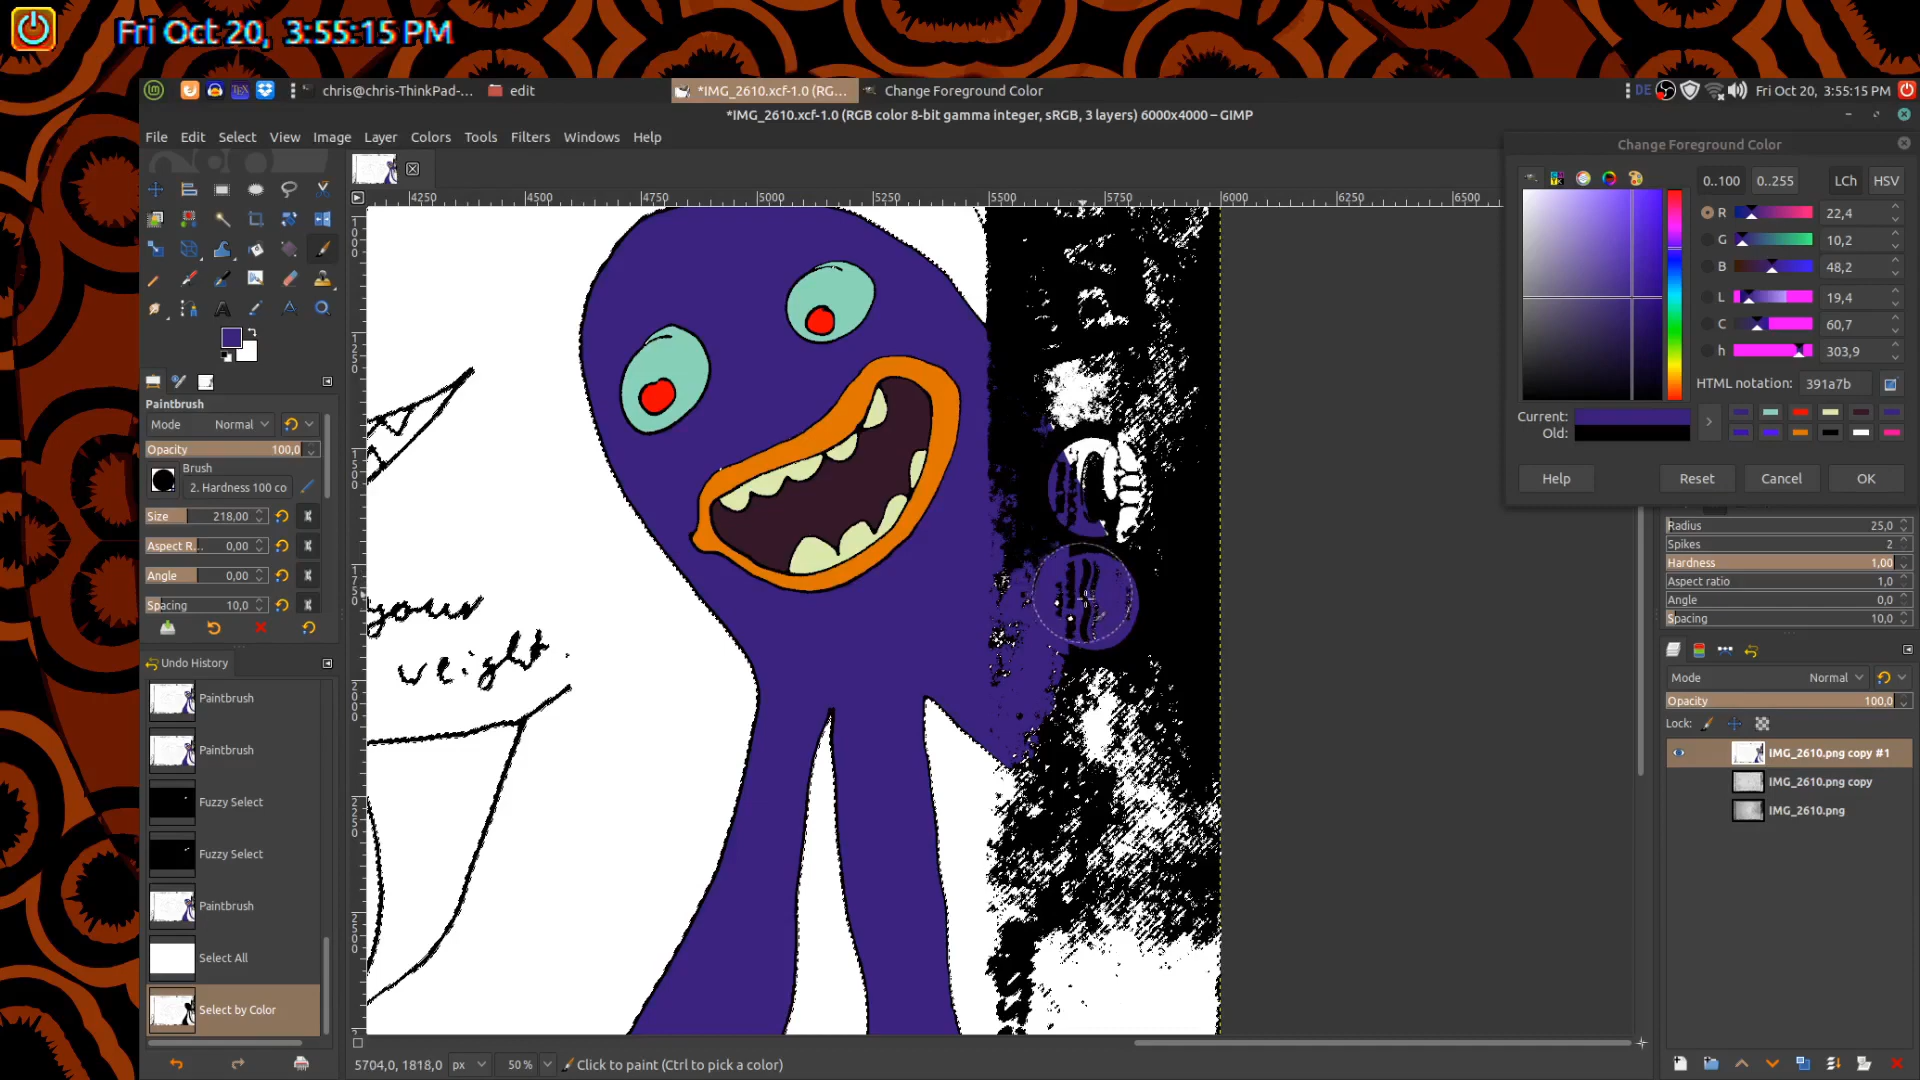 Fri Oct 20, 3:55:15 PM
chris@chris-ThinkPad-...
edit
*IMG_2610.xcf-1.0 (RG...
Change Foreground Color
DE
Fri Oct 20, 3:55:15 PM
*IMG_2610.xcf-1.0 (RGB color 8-bit gamma integer, sRGB, 3 layers) 6000x4000 – GIMP
File Edit Select View Image Layer Colors Tools Filters Windows Help
Change Foreground Color
0..100 0..255 LCh HSV
R 22,4
G 10,2
B 48,2
L 19,4
C 60,7
h 303,9
HTML notation: 391a7b
Current:
Old:
Help Reset Cancel OK
4250 4500 4750 5000 5250 5500 5750 6000 6250 6500
Paintbrush
Mode Normal
Opacity 100,0
Brush
2. Hardness 100 co
Size 218,00
Aspect R... 0,00
Angle 0,00
Spacing 10,0
Undo History
Paintbrush
Paintbrush
Fuzzy Select
Fuzzy Select
Paintbrush
Select All
Select by Color
your
weight.
Radius 25,0
Spikes 2
Hardness 1,00
Aspect ratio 1,0
Angle 0,0
Spacing 10,0
Mode Normal
Opacity 100,0
Lock:
IMG_2610.png copy #1
IMG_2610.png copy
IMG_2610.png
5704,0, 1818,0 px 50 % Click to paint (Ctrl to pick a color)